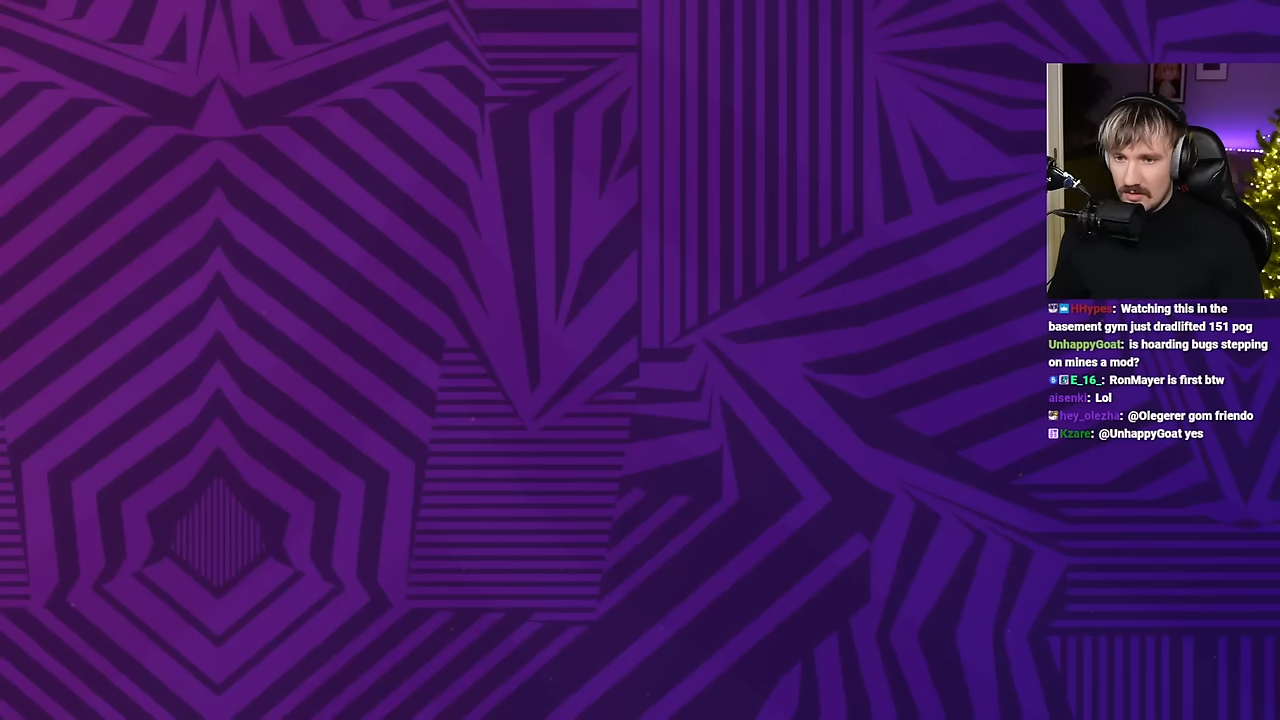 HHypes: Watching this in the
basement gym just dradlifted 151 pog
UnhappyGoat: is hoarding bugs stepping
on mines a mod?
E_16_: RonMayer is first btw
aisenki: Lol
hey_olezha: @Olegerer gom friendo
Kzare: @UnhappyGoat yes